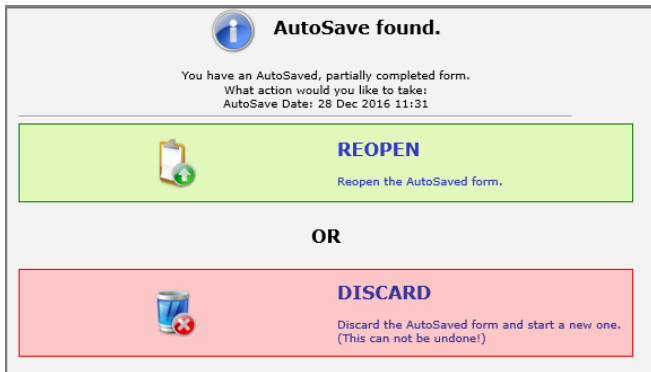 AutoSave found.
You have an AutoSaved, partially completed form.
What action would you like to take:
AutoSave Date: 28 Dec 2016 11:31
REOPEN
Reopen the AutoSaved form.
OR
DISCARD
Discard the AutoSaved form and start a new one.
(This can not be undone!)